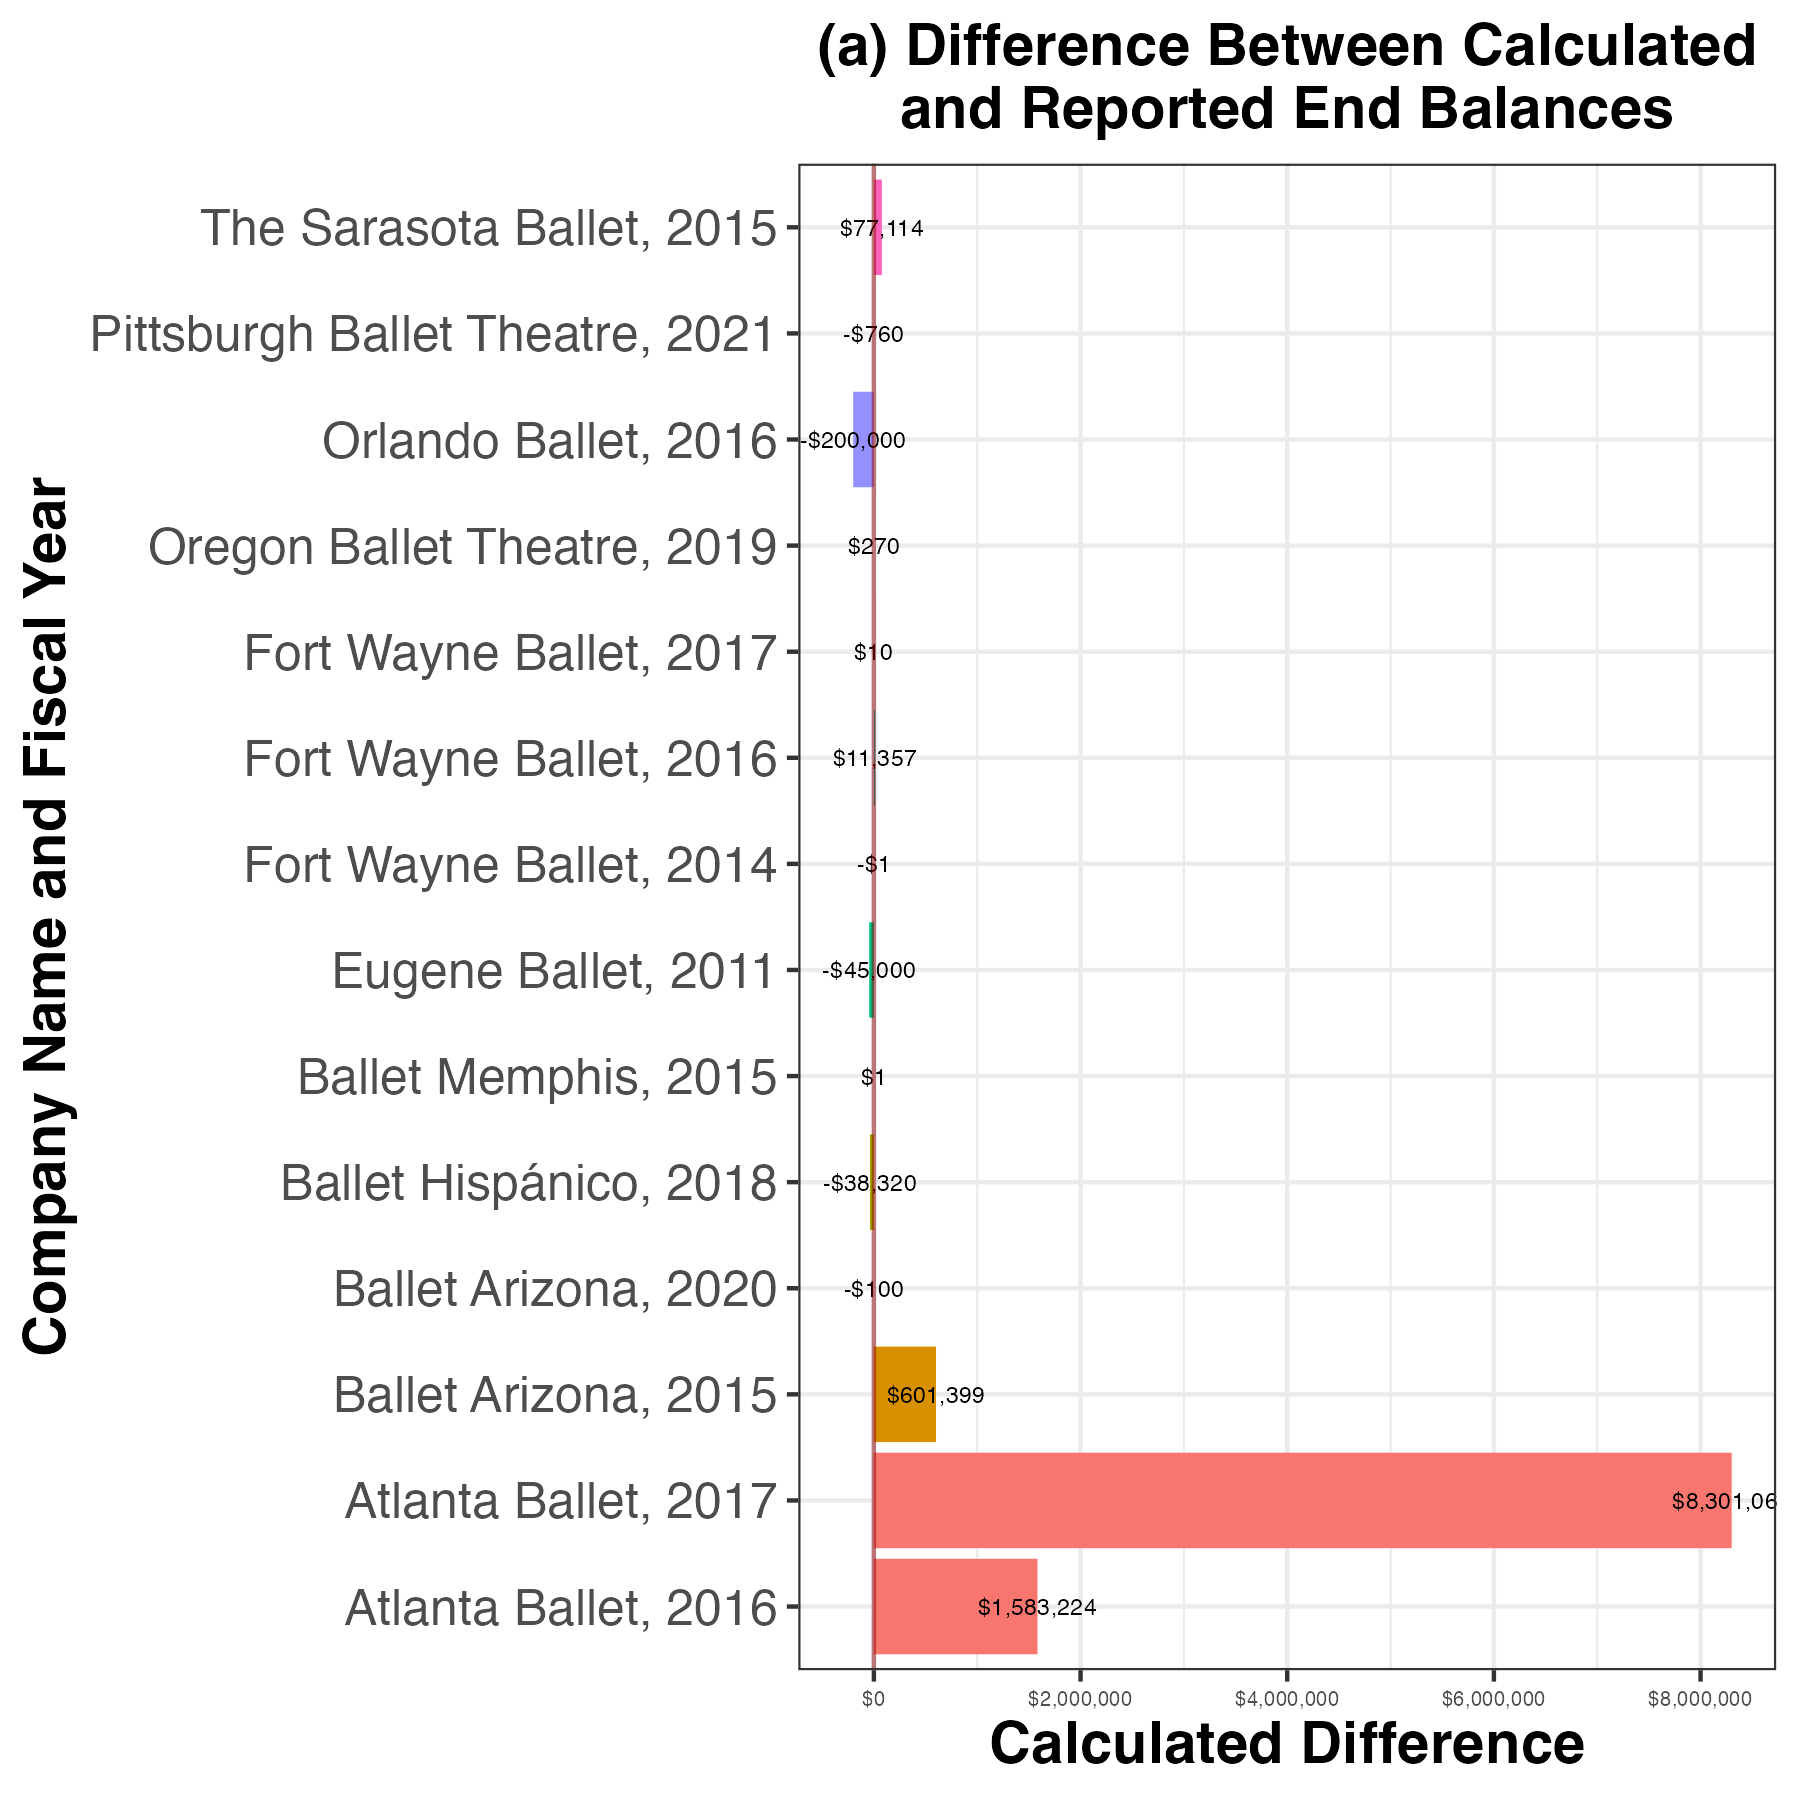 (a) Difference Between Calculated
and Reported End Balances
Company Name and Fiscal Year
The Sarasota Ballet, 2015
$77,114
Pittsburgh Ballet Theatre, 2021
-$760
Orlando Ballet, 2016
-$200,000
Oregon Ballet Theatre, 2019
$270
Fort Wayne Ballet, 2017
$10
Fort Wayne Ballet, 2016
$11,357
Fort Wayne Ballet, 2014
-$1
Eugene Ballet, 2011
-$45,000
Ballet Memphis, 2015
$1
Ballet Hispánico, 2018
-$38,320
Ballet Arizona, 2020
-$100
Ballet Arizona, 2015
$601,399
Atlanta Ballet, 2017
$8,301,06
Atlanta Ballet, 2016
$1,583,224
$0 $2,000,000 $4,000,000 $6,000,000 $8,000,000
Calculated Difference